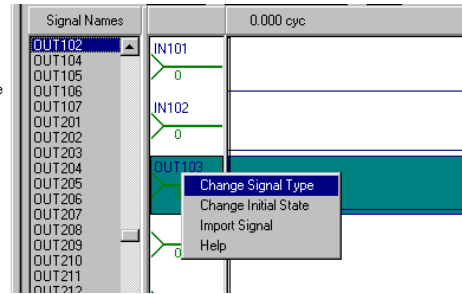 Signal Names
0.000 cyc
OUT102
OUT104
OUT105
OUT106
OUT107
OUT201
OUT202
OUT203
OUT204
OUT205
OUT206
OUT207
OUT208
OUT209
OUT210
OUT211
OUT212
IN101
0
IN102
0
OUT103
Change Signal Type
Change Initial State
Import Signal
Help
0